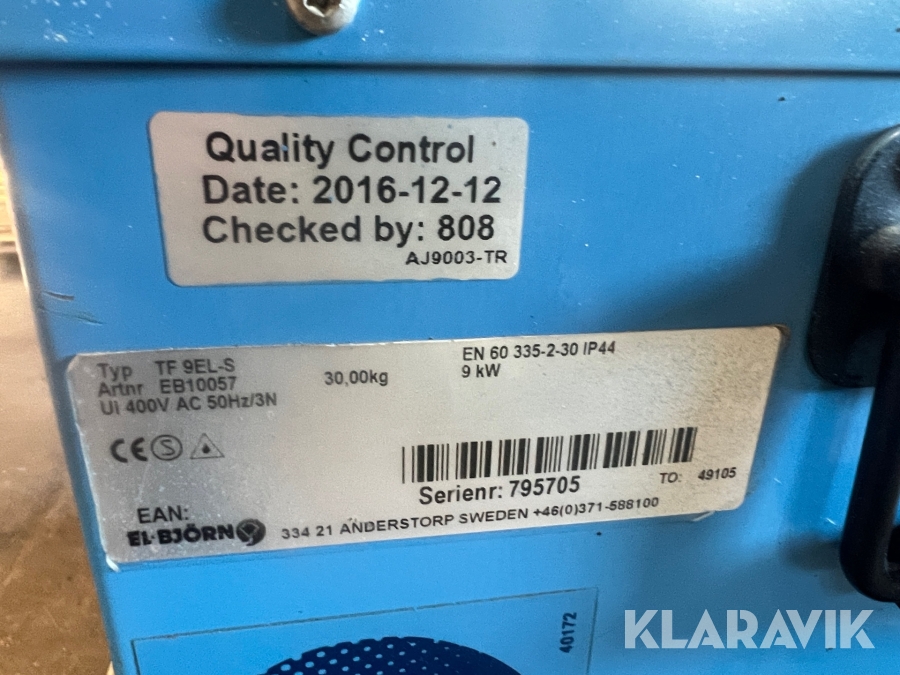 Quality Control
Date: 2016-12-12
Checked by: 808
AJ9003-TR
Typ TF 9EL-S
Artnr EB10057
UI 400V AC 50Hz/3N
30,00kg
EN 60 335-2-30 IP44
9 kW
CE S
Serienr: 795705
TO: 49105
EAN:
EL·BJÖRN
334 21 ANDERSTORP SWEDEN +46(0)371-588100
40172
KLARAVIK